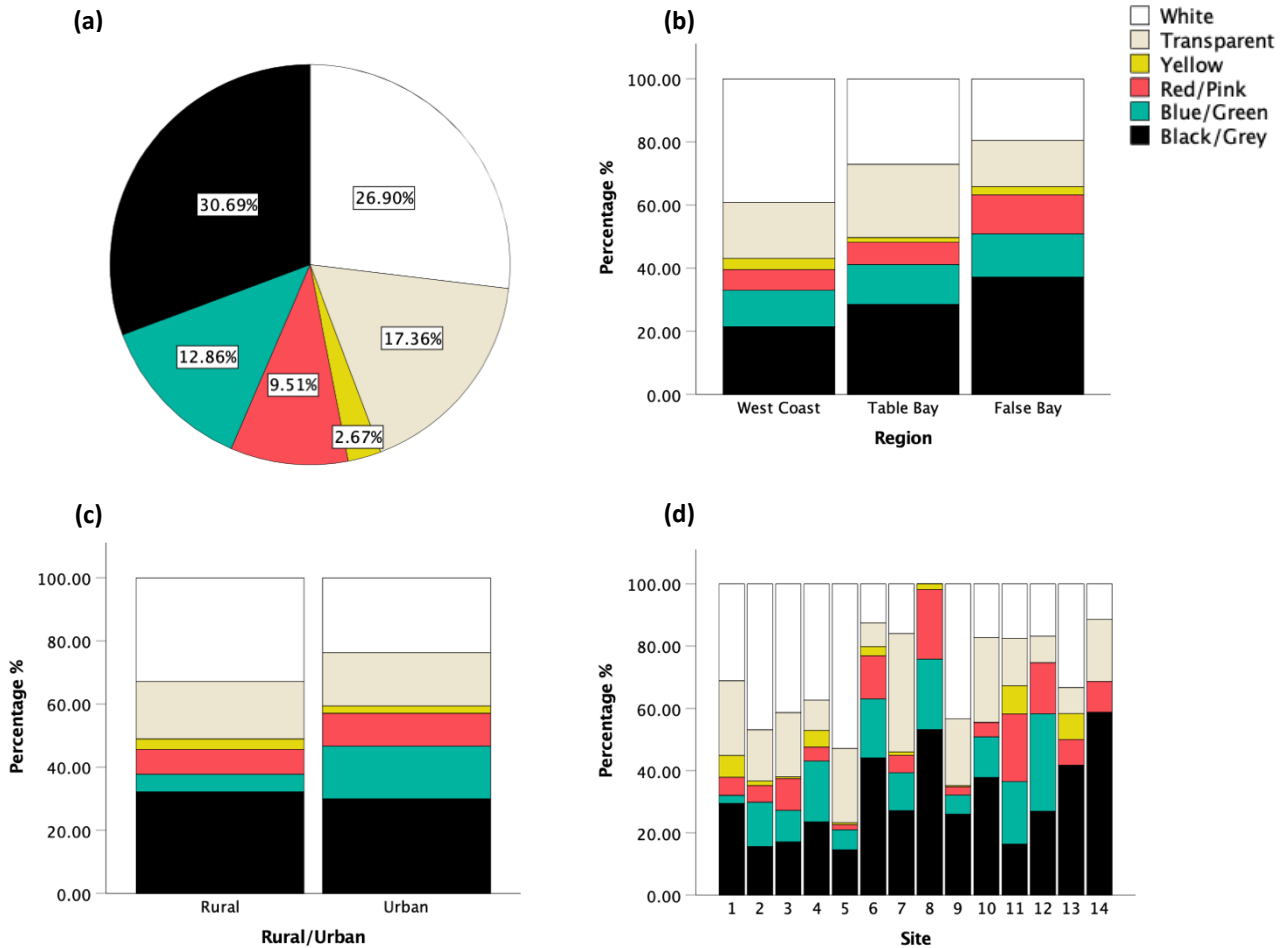 (a)
30.69%
26.90%
17.36%
12.86%
9.51%
2.67%
(b)
White
Transparent
Yellow
Red/Pink
Blue/Green
Black/Grey
Percentage %
100.00
80.00
60.00
40.00
20.00
0.00
West Coast Table Bay False Bay
Region
(c)
Percentage %
100.00
80.00
60.00
40.00
20.00
0.00
Rural Urban
Rural/Urban
(d)
Percentage %
100.00
80.00
60.00
40.00
20.00
0.00
1 2 3 4 5 6 7 8 9 10 11 12 13 14
Site